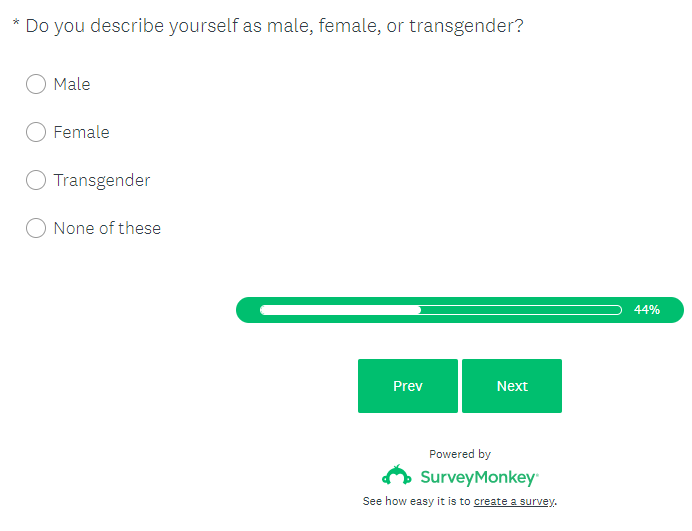 * Do you describe yourself as male, female, or transgender?
Male
Female
Transgender
None of these
44%
Prev
Next
Powered by
SurveyMonkey
See how easy it is to create a survey.